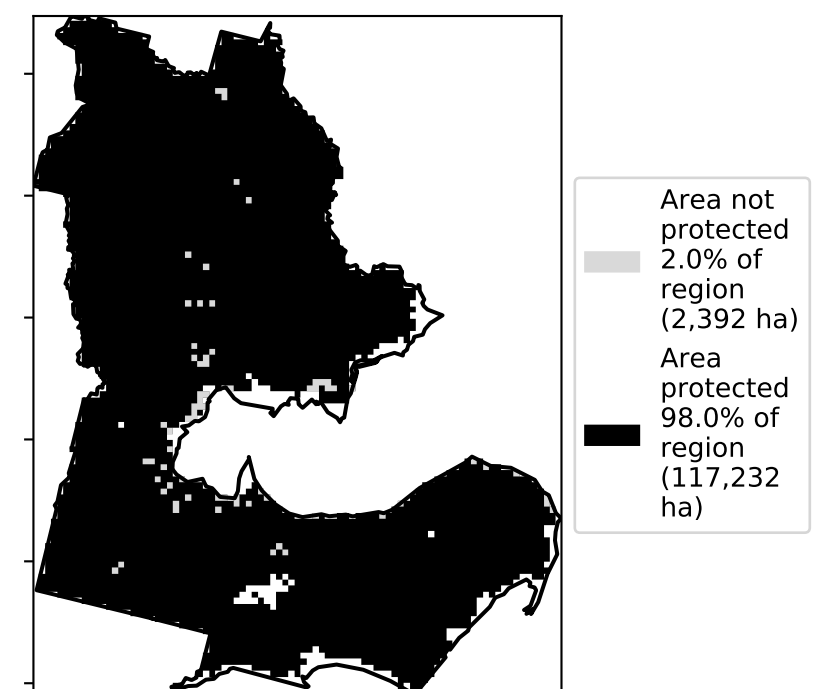 Area not
protected
2.0% of
region
(2,392 ha)
Area
protected
98.0% of
region
(117,232
ha)